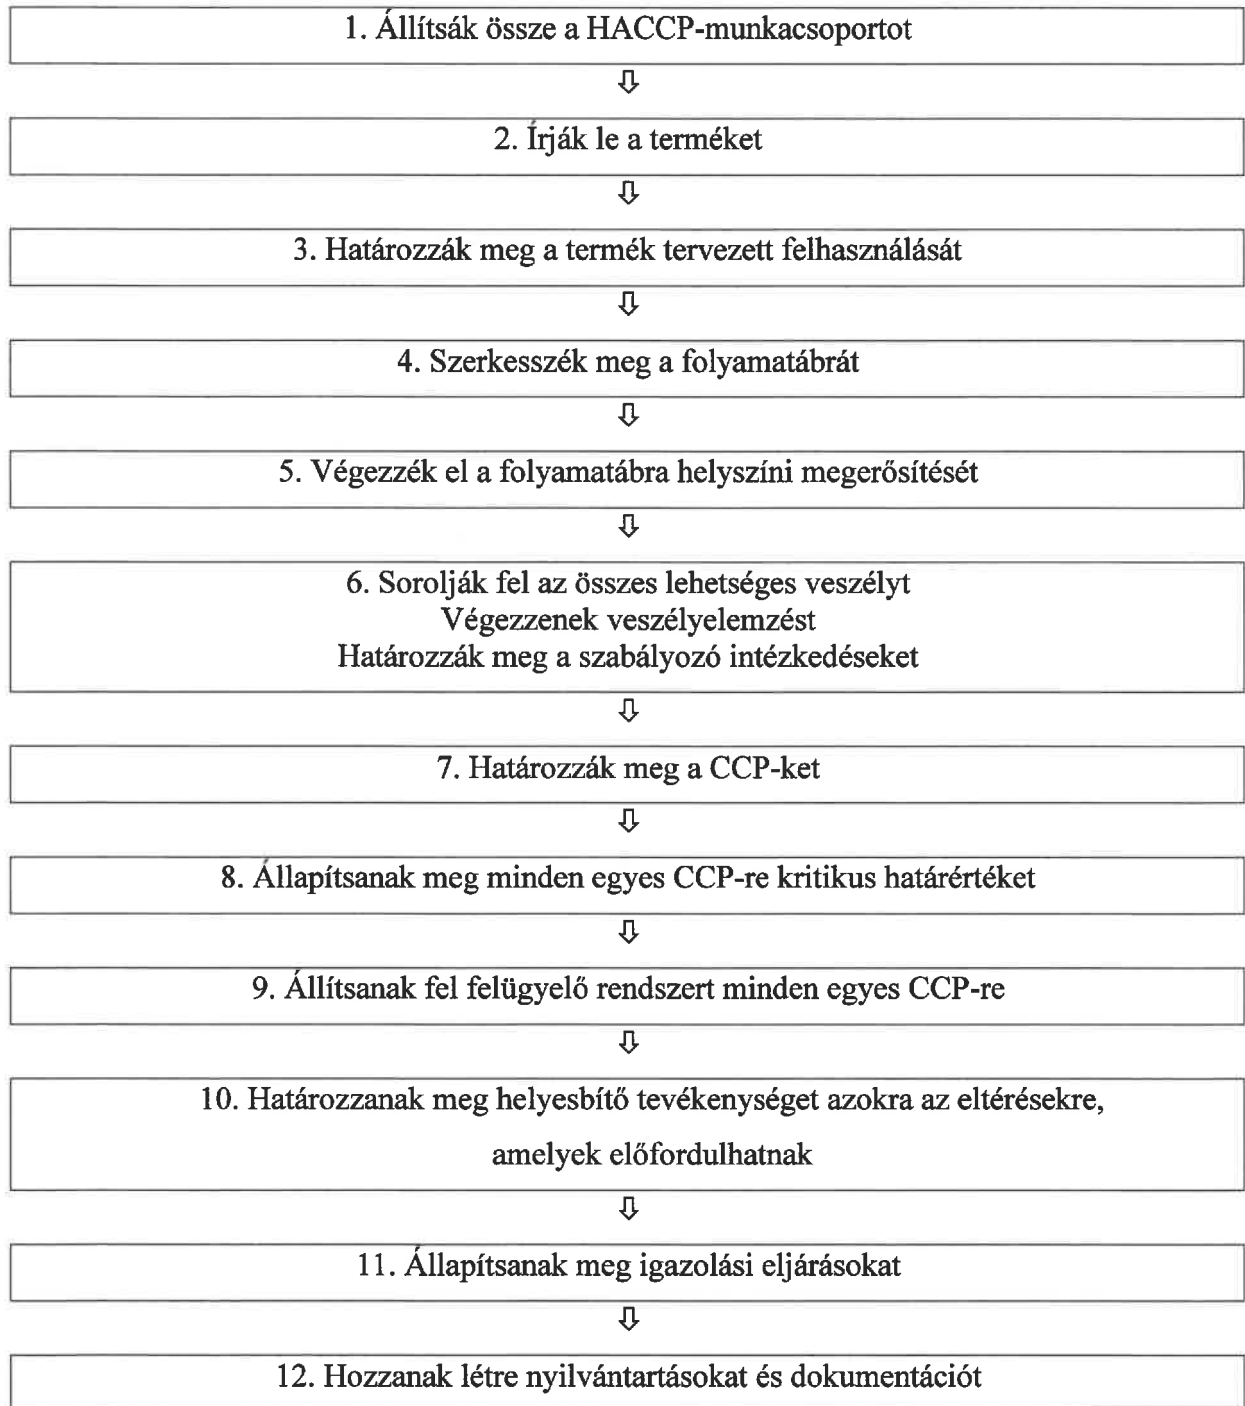 1. Állítsák össze a HACCP-munkacsoportot
⇩
2. Írják le a terméket
⇩
3. Határozzák meg a termék tervezett felhasználását
⇩
4. Szerkesszék meg a folyamatábrát
⇩
5. Végezzék el a folyamatábra helyszíni megerősítését
⇩
6. Sorolják fel az összes lehetséges veszélyt
Végezzenek veszélyelemzést
Határozzák meg a szabályozó intézkedéseket
⇩
7. Határozzák meg a CCP-ket
⇩
8. Állapítsanak meg minden egyes CCP-re kritikus határértéket
⇩
9. Állítsanak fel felügyelő rendszert minden egyes CCP-re
⇩
10. Határozzanak meg helyesbítő tevékenységet azokra az eltérésekre,
amelyek előfordulhatnak
⇩
11. Állapítsanak meg igazolási eljárásokat
⇩
12. Hozzanak létre nyilvántartásokat és dokumentációt